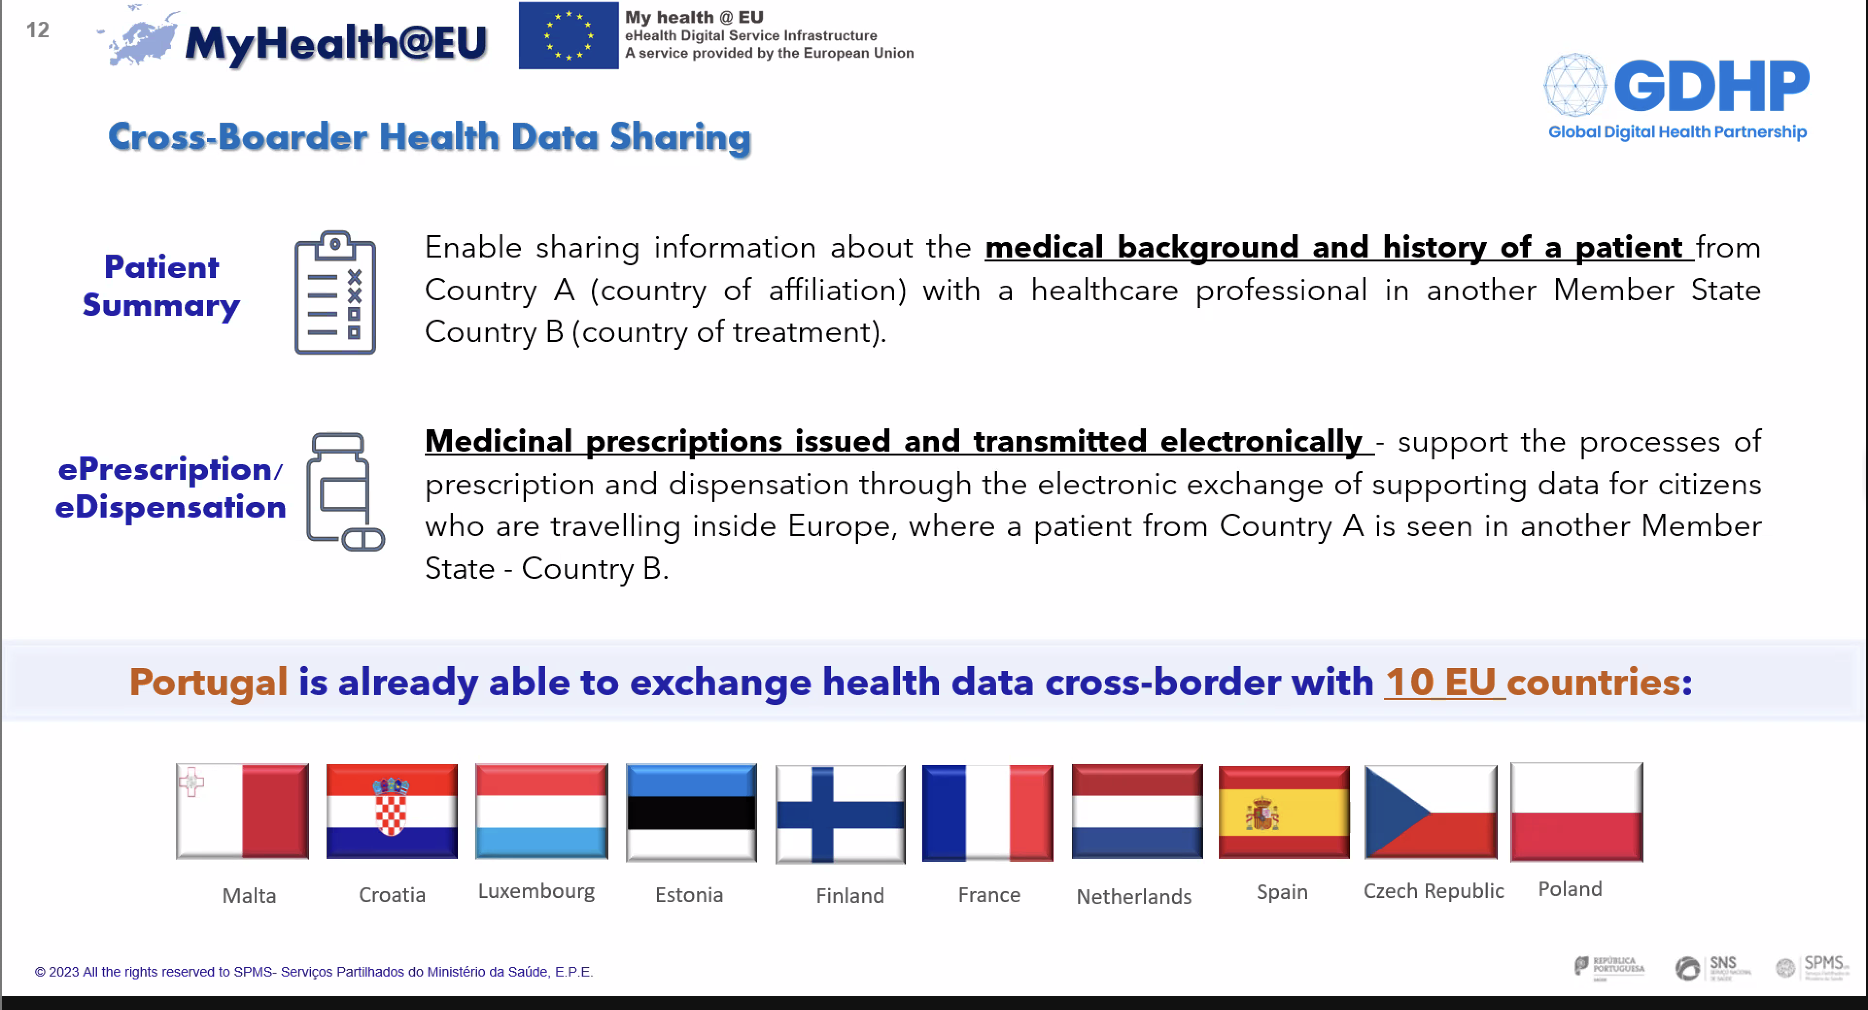 12
MyHealth@EU
My health @ EU
eHealth Digital Service Infrastructure
A service provided by the European Union
GDHP
Global Digital Health Partnership
Cross-Boarder Health Data Sharing
Patient
Summary
Enable sharing information about the medical background and history of a patient from
Country A (country of affiliation) with a healthcare professional in another Member State
Country B (country of treatment).
ePrescription/
eDispensation
Medicinal prescriptions issued and transmitted electronically - support the processes of
prescription and dispensation through the electronic exchange of supporting data for citizens
who are travelling inside Europe, where a patient from Country A is seen in another Member
State - Country B.
Portugal is already able to exchange health data cross-border with 10 EU countries:
Malta
Croatia
Luxembourg
Estonia
Finland
France
Netherlands
Spain
Czech Republic
Poland
© 2023 All the rights reserved to SPMS- Serviços Partilhados do Ministério da Saúde, E.P.E.
REPÚBLICA
PORTUGUESA
SNS
SERVIÇO NACIONAL
DE SAÚDE
SPMS